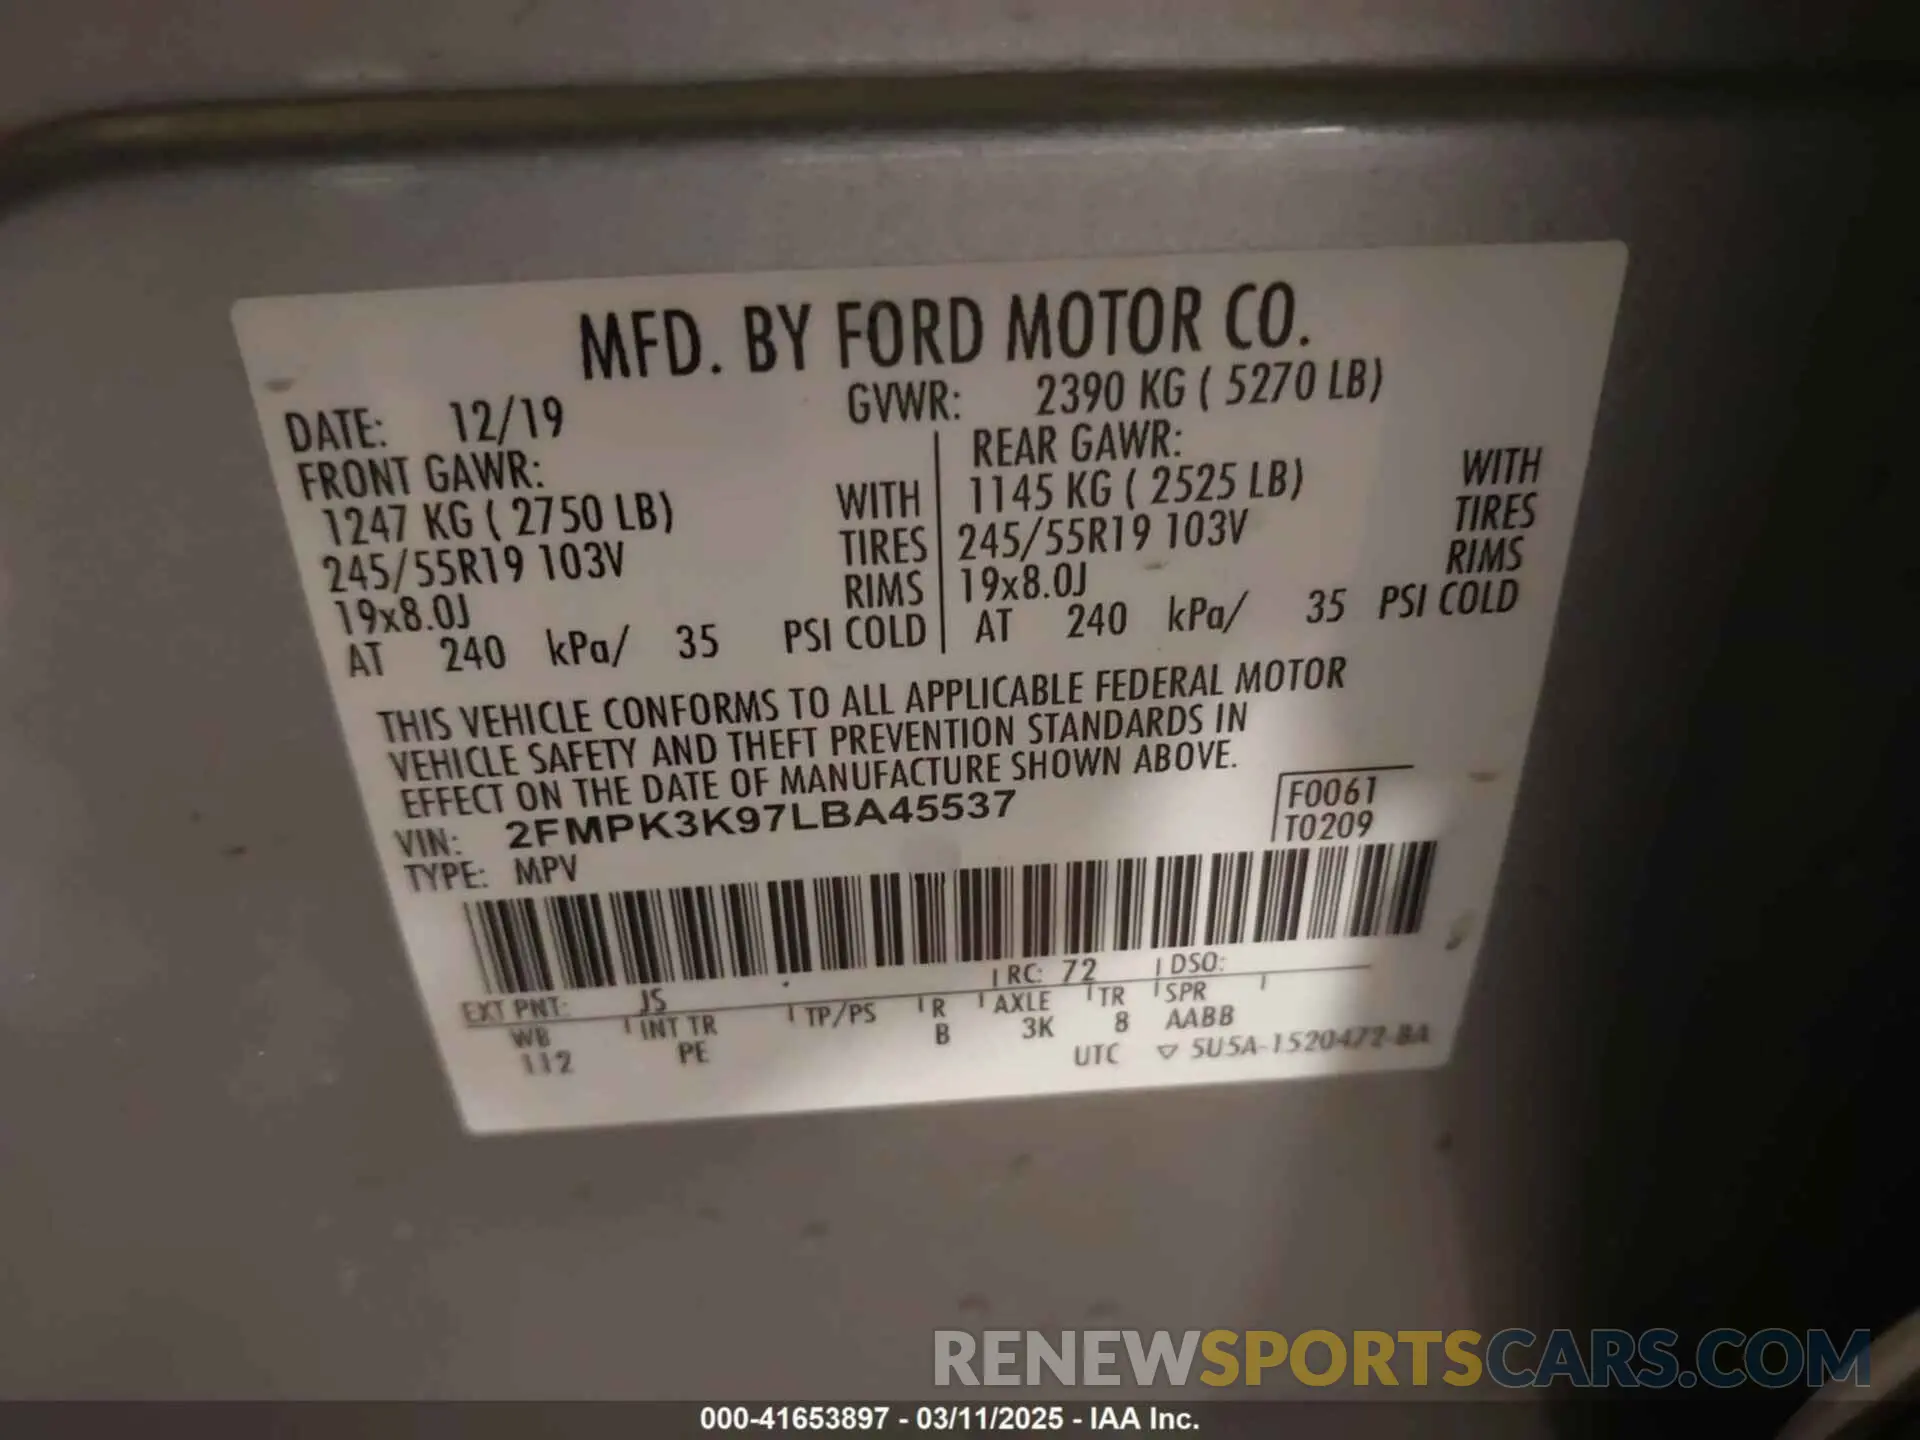 MFD. BY FORD MOTOR CO.
DATE: 12/19 GVWR: 2390 KG ( 5270 LB)
FRONT GAWR: REAR GAWR:
1247 KG ( 2750 LB) WITH 1145 KG ( 2525 LB) WITH
245/55R19 103V TIRES 245/55R19 103V TIRES
19x8.0J RIMS 19x8.0J RIMS
AT 240 kPa/ 35 PSI COLD AT 240 kPa/ 35 PSI COLD
THIS VEHICLE CONFORMS TO ALL APPLICABLE FEDERAL MOTOR
VEHICLE SAFETY AND THEFT PREVENTION STANDARDS IN
EFFECT ON THE DATE OF MANUFACTURE SHOWN ABOVE.
VIN: 2FMPK3K97LBA45537 F0061
TYPE: MPV T0209
EXT PNT: JS RC: 72 DSO:
WB INT TR TP/PS R AXLE TR SPR
112 PE B 3K 8 AABB
UTC ▽ 5U5A-1520472-BA
RENEWSPORTSCARS.COM
000-41653897 - 03/11/2025 - IAA Inc.